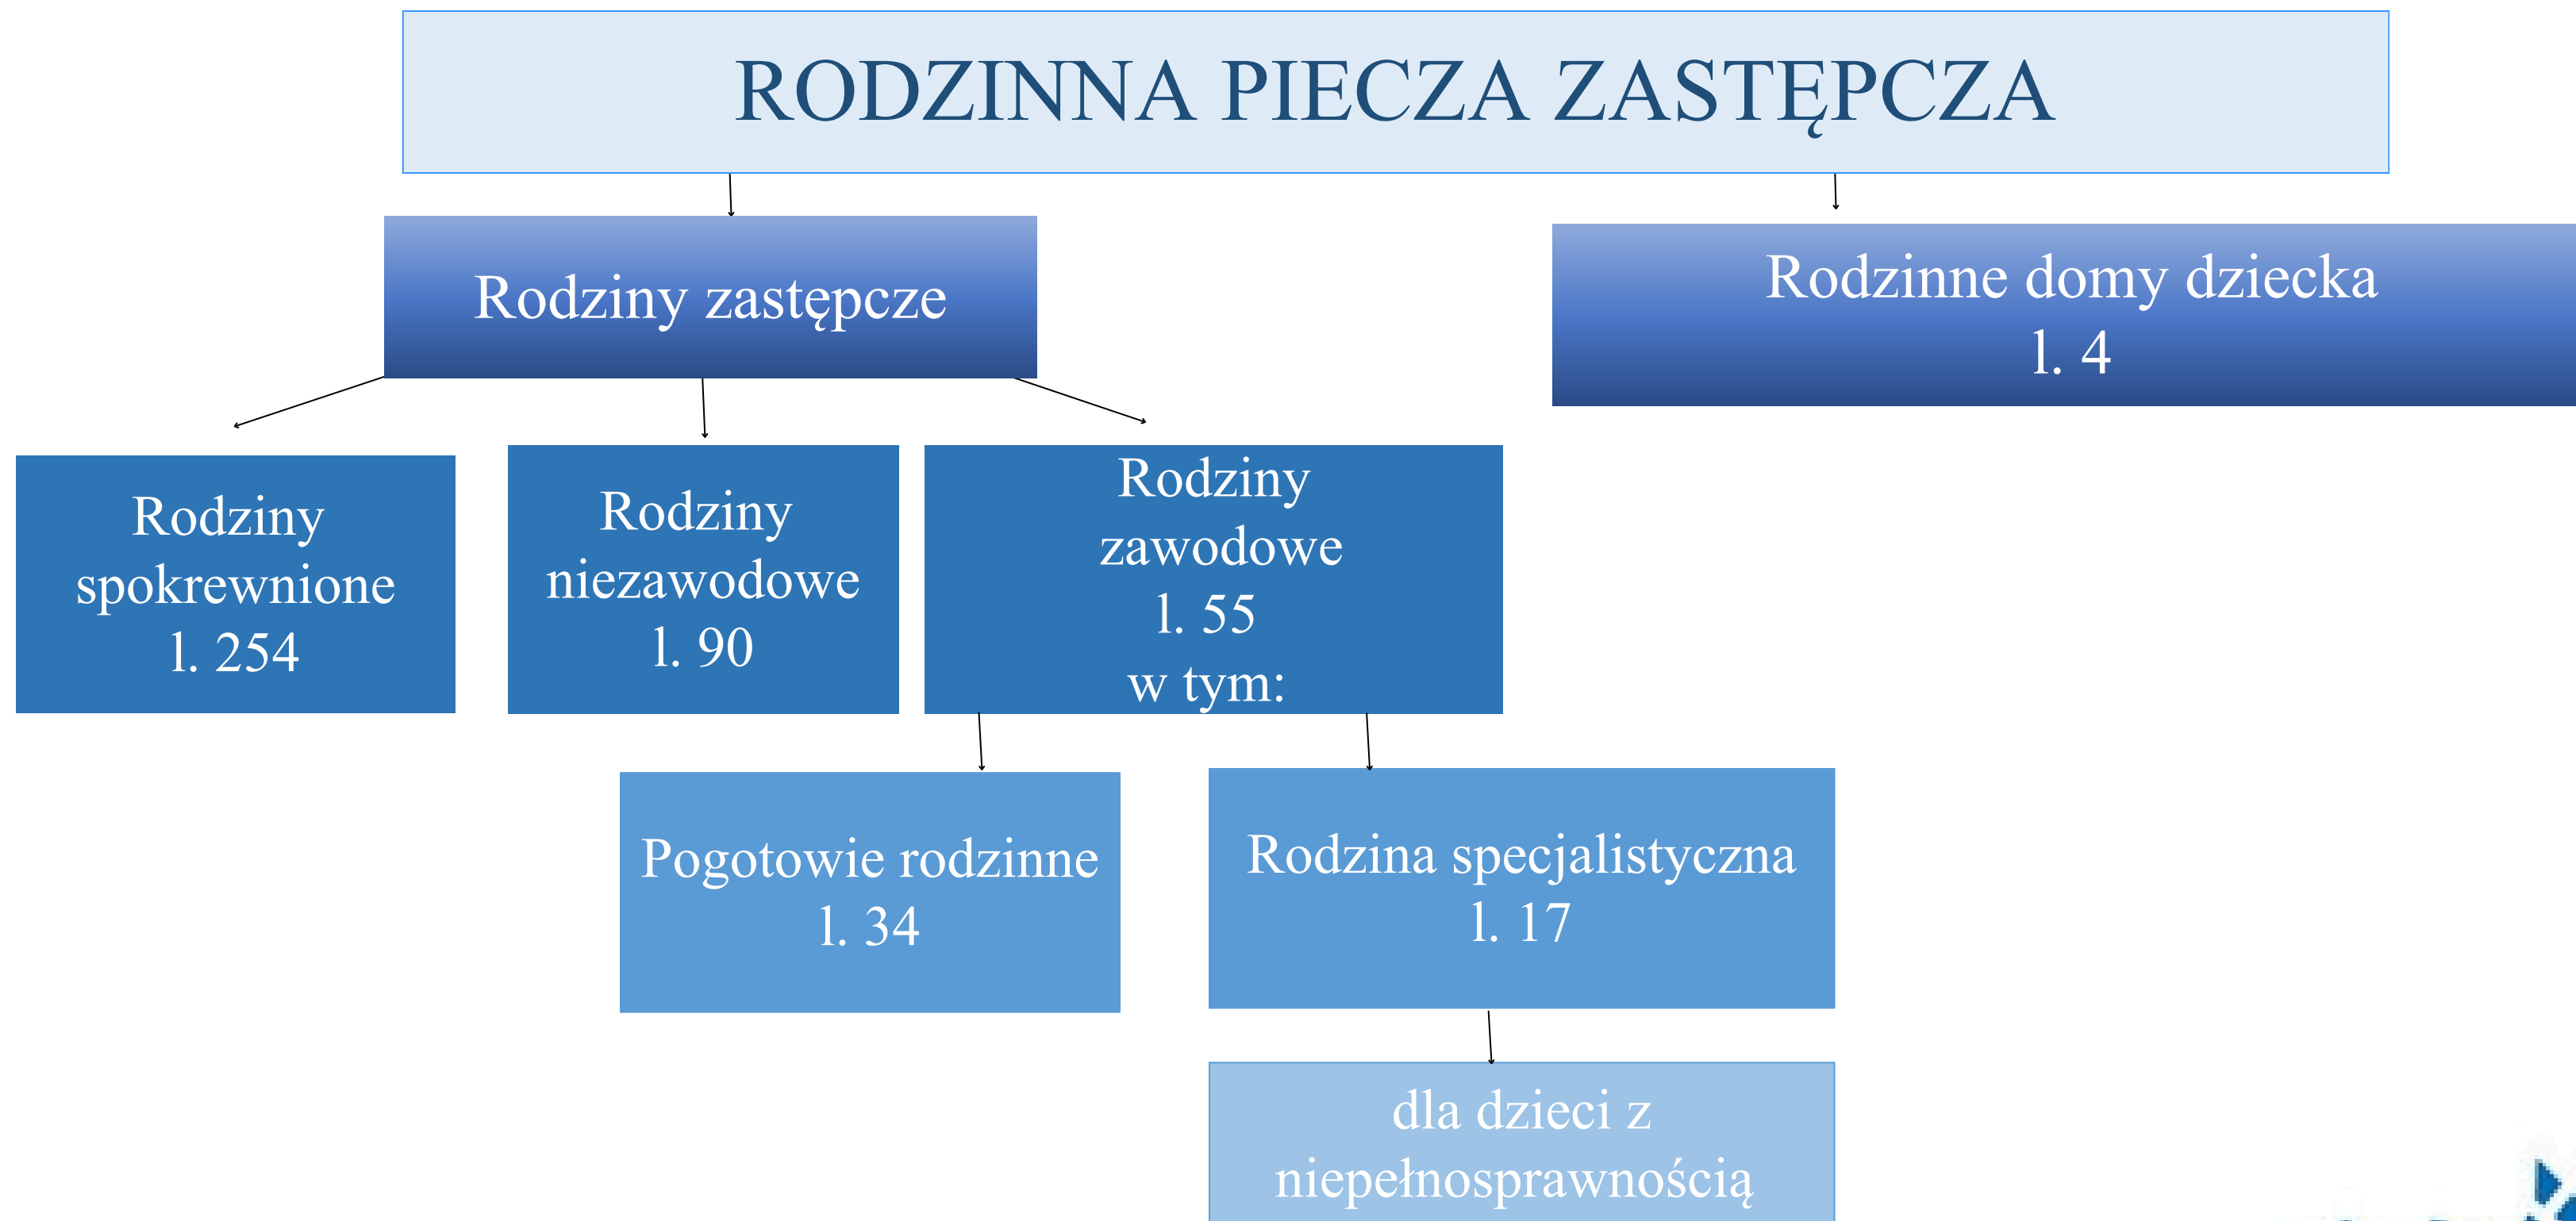 RODZINNA PIECZA ZASTĘPCZA
Rodziny zastępcze
Rodzinne domy dziecka
l. 4
Rodziny
spokrewnione
l. 254
Rodziny
niezawodowe
l. 90
Rodziny
zawodowe
l. 55
w tym:
Pogotowie rodzinne
l. 34
Rodzina specjalistyczna
l. 17
dla dzieci z
niepełnosprawnością